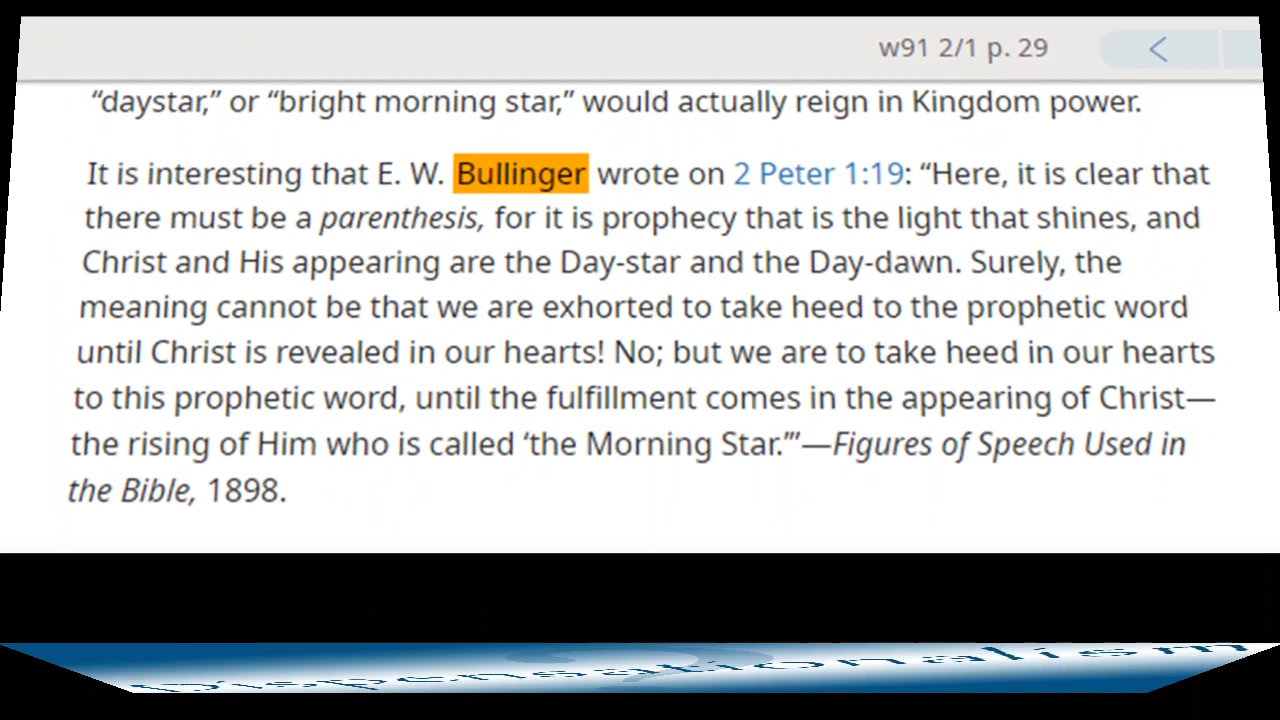 w91 2/1 p. 29
“daystar,” or “bright morning star,” would actually reign in Kingdom power.
It is interesting that E. W. Bullinger wrote on 2 Peter 1:19: “Here, it is clear that
there must be a parenthesis, for it is prophecy that is the light that shines, and
Christ and His appearing are the Day-star and the Day-dawn. Surely, the
meaning cannot be that we are exhorted to take heed to the prophetic word
until Christ is revealed in our hearts! No; but we are to take heed in our hearts
to this prophetic word, until the fulfillment comes in the appearing of Christ—
the rising of Him who is called ‘the Morning Star.’”—Figures of Speech Used in
the Bible, 1898.
Dispensationalism